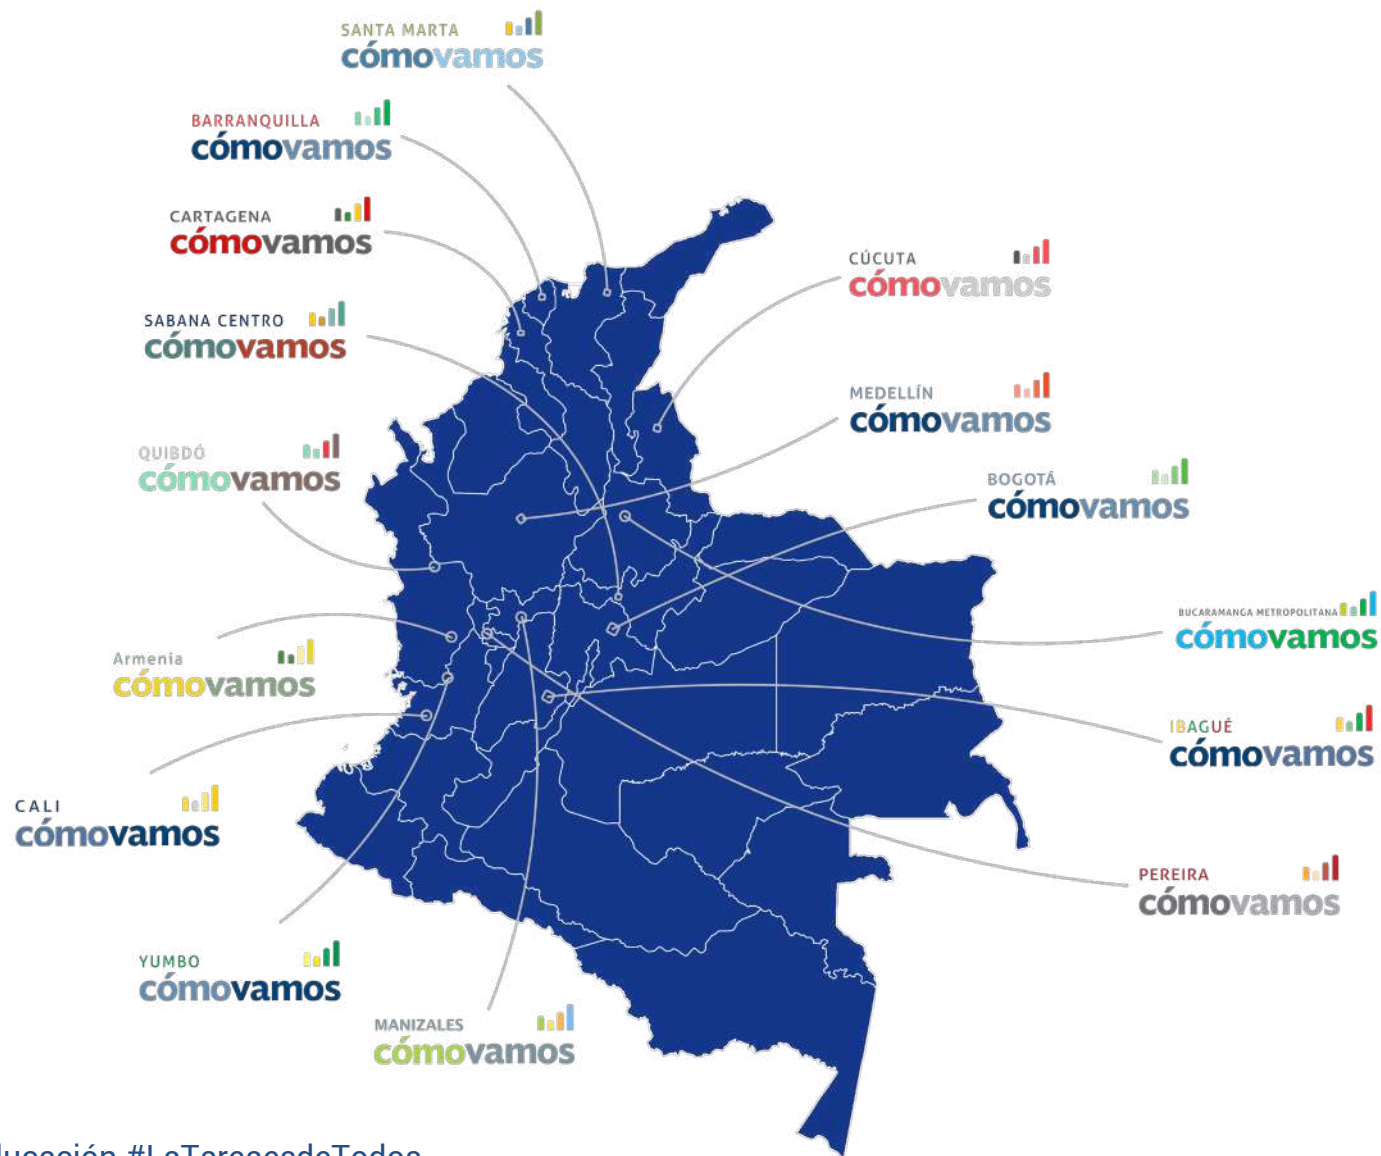 SANTA MARTA
cómovamos
BARRANQUILLA
cómovamos
CARTAGENA
cómovamos
CÚCUTA
cómovamos
SABANA CENTRO
cómovamos
MEDELLÍN
cómovamos
QUIBDÓ
cómovamos
BOGOTÁ
cómovamos
BUCARAMANGA METROPOLITANA
cómovamos
Armenia
cómovamos
IBAGUÉ
cómovamos
CALI
cómovamos
PEREIRA
cómovamos
YUMBO
cómovamos
MANIZALES
cómovamos